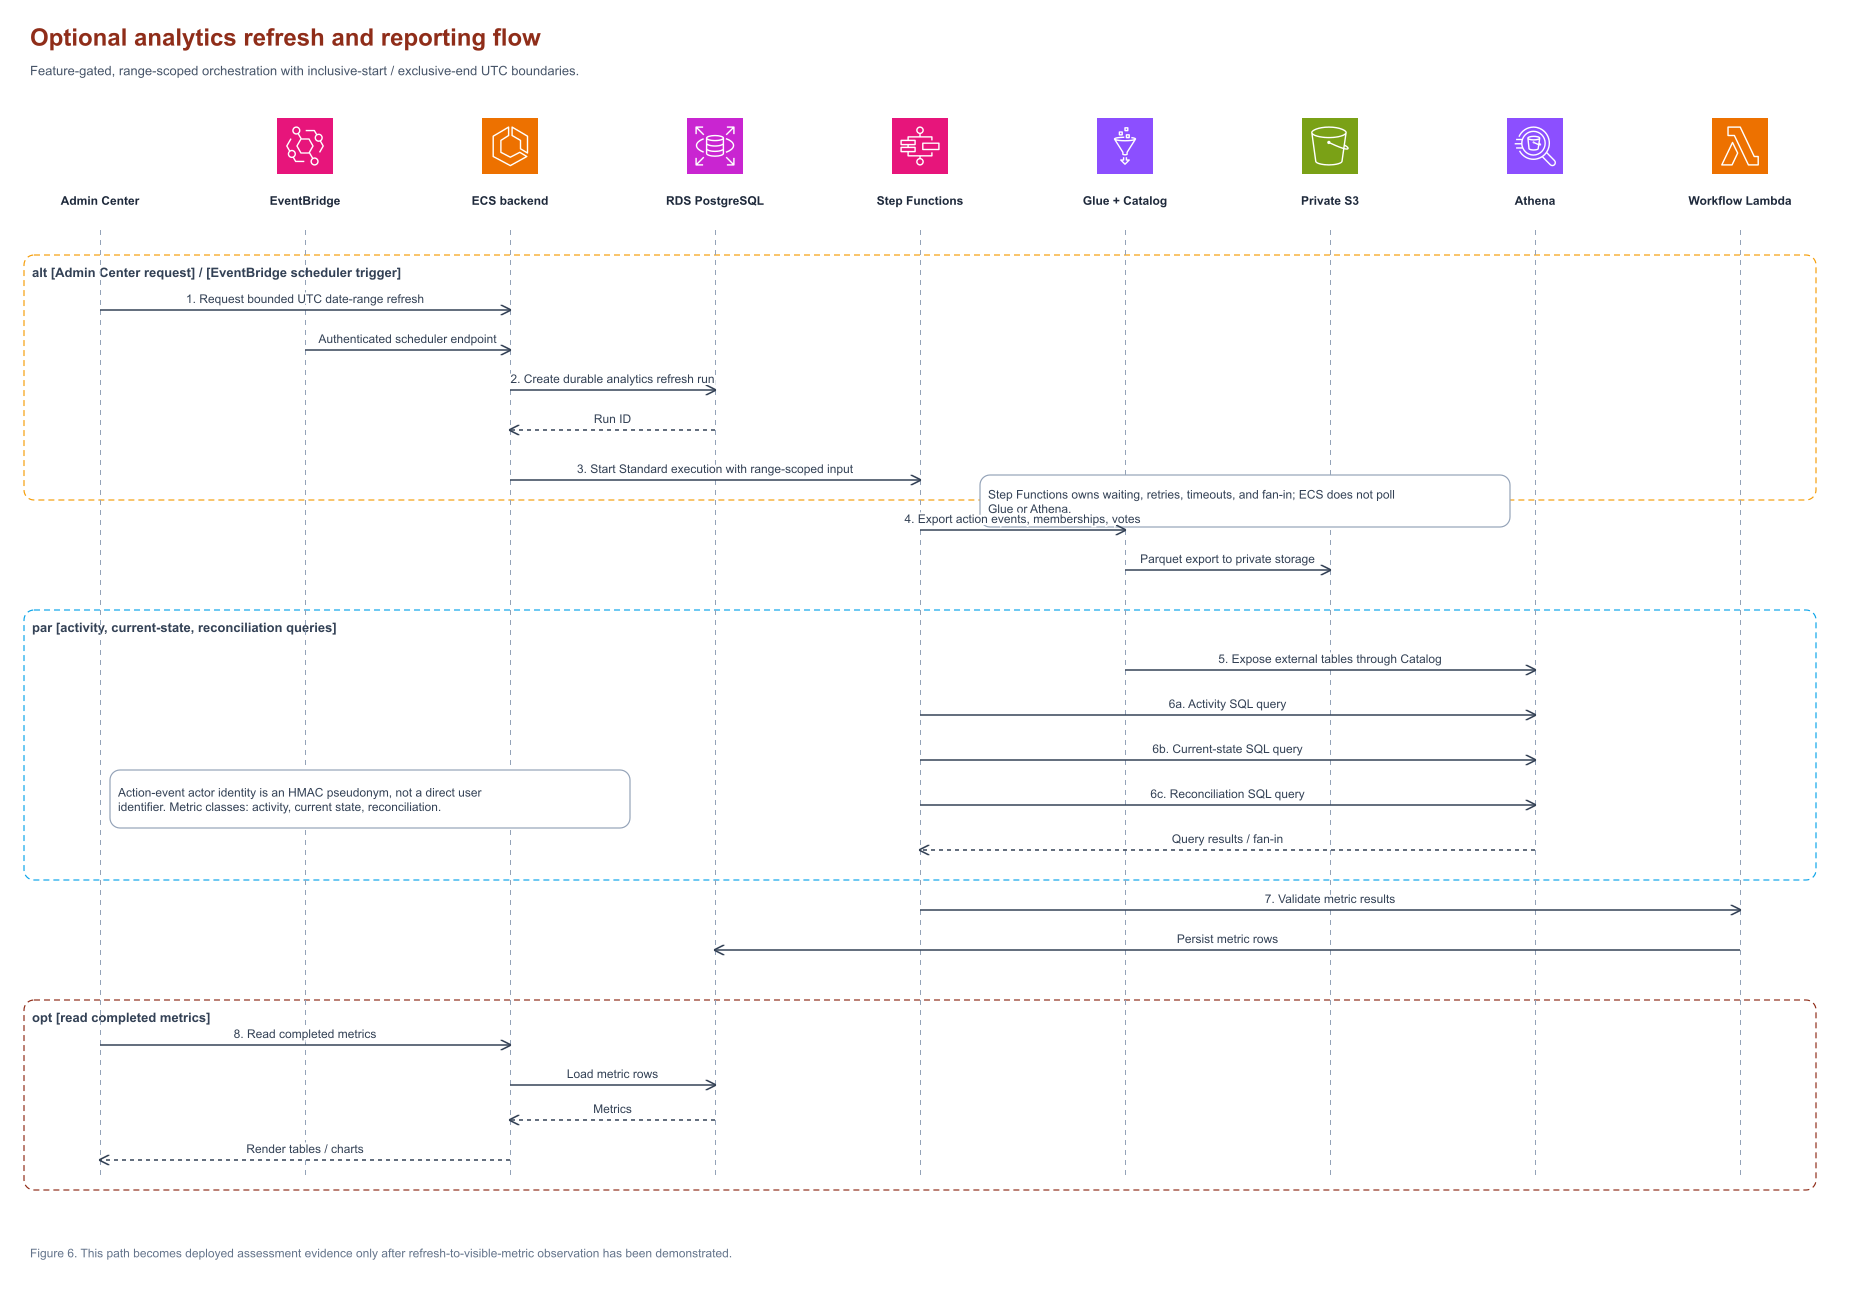 Optional analytics refresh and reporting flow
Feature-gated, range-scoped orchestration with inclusive-start / exclusive-end UTC boundaries.
Admin Center
EventBridge
ECS backend
RDS PostgreSQL
Step Functions
Glue + Catalog
Private S3
Athena
Workflow Lambda
alt [Admin Center request] / [EventBridge scheduler trigger]
1. Request bounded UTC date-range refresh
Authenticated scheduler endpoint
2. Create durable analytics refresh run
Run ID
3. Start Standard execution with range-scoped input
Step Functions owns waiting, retries, timeouts, and fan-in; ECS does not poll
Glue or Athena.
4. Export action events, memberships, votes
Parquet export to private storage
par [activity, current-state, reconciliation queries]
5. Expose external tables through Catalog
6a. Activity SQL query
6b. Current-state SQL query
Action-event actor identity is an HMAC pseudonym, not a direct user
identifier. Metric classes: activity, current state, reconciliation.
6c. Reconciliation SQL query
Query results / fan-in
7. Validate metric results
Persist metric rows
opt [read completed metrics]
8. Read completed metrics
Load metric rows
Metrics
Render tables / charts
Figure 6. This path becomes deployed assessment evidence only after refresh-to-visible-metric observation has been demonstrated.